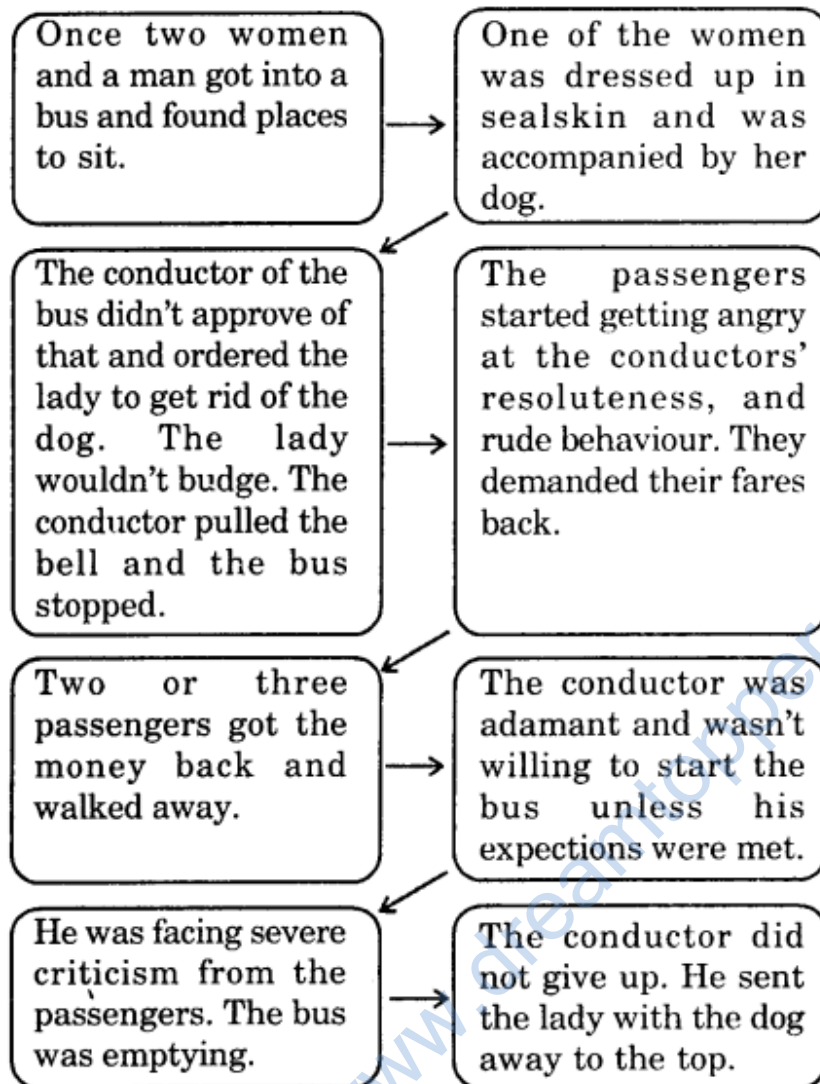 Once two women
and a man got into a
bus and found places
to sit.
One of the women
was dressed up in
sealskin and was
accompanied by her
dog.
The conductor of the
bus didn't approve of
that and ordered the
lady to get rid of the
dog. The lady
wouldn't budge. The
conductor pulled the
bell and the bus
stopped.
The passengers
started getting angry
at the conductors'
resoluteness, and
rude behaviour. They
demanded their fares
back.
Two or three
passengers got the
money back and
walked away.
The conductor was
adamant and wasn't
willing to start the
bus unless his
expections were met.
He was facing severe
criticism from the
passengers. The bus
was emptying.
The conductor did
not give up. He sent
the lady with the dog
away to the top.
www.dreamtopper